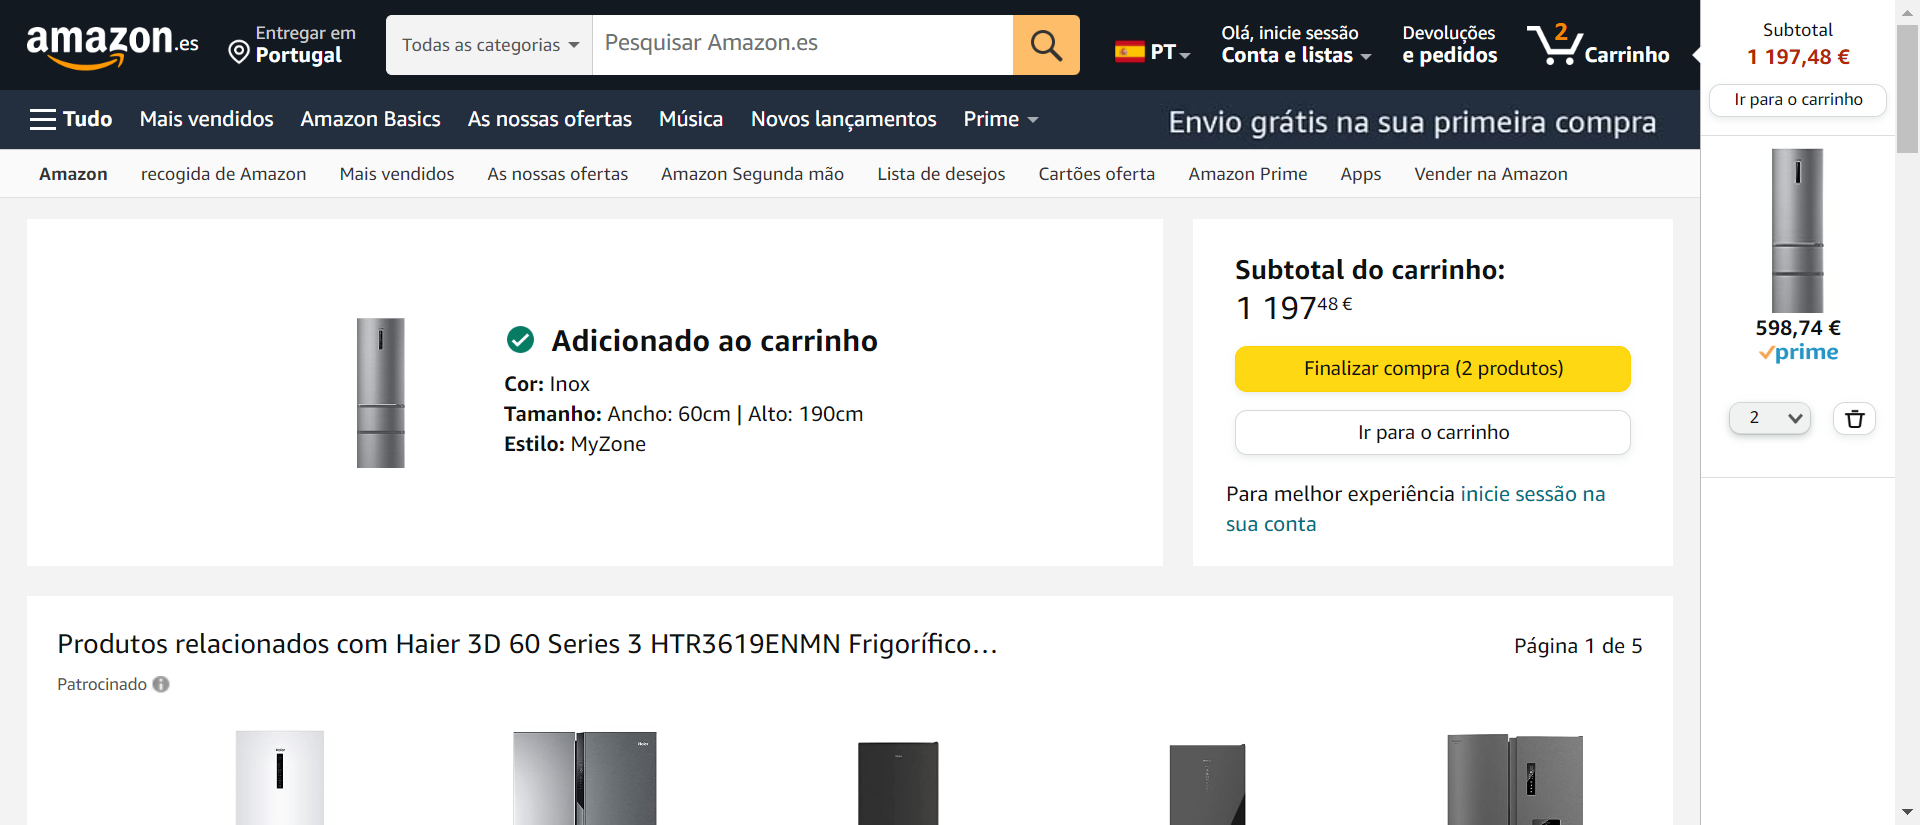 amazon.es
Entregar em
Portugal
Todas as categorias
Pesquisar Amazon.es
PT
Olá, inicie sessão
Conta e listas
Devoluções
e pedidos
2
Carrinho
Subtotal
1 197,48 €
Ir para o carrinho
Tudo
Mais vendidos
Amazon Basics
As nossas ofertas
Música
Novos lançamentos
Prime
Envio grátis na sua primeira compra
Amazon
recogida de Amazon
Mais vendidos
As nossas ofertas
Amazon Segunda mão
Lista de desejos
Cartões oferta
Amazon Prime
Apps
Vender na Amazon
Adicionado ao carrinho
Cor: Inox
Tamanho: Ancho: 60cm | Alto: 190cm
Estilo: MyZone
Subtotal do carrinho:
1 197 48 €
Finalizar compra (2 produtos)
Ir para o carrinho
Para melhor experiência inicie sessão na
sua conta
598,74 €
prime
2
Produtos relacionados com Haier 3D 60 Series 3 HTR3619ENMN Frigorífico…
Página 1 de 5
Patrocinado
Haier